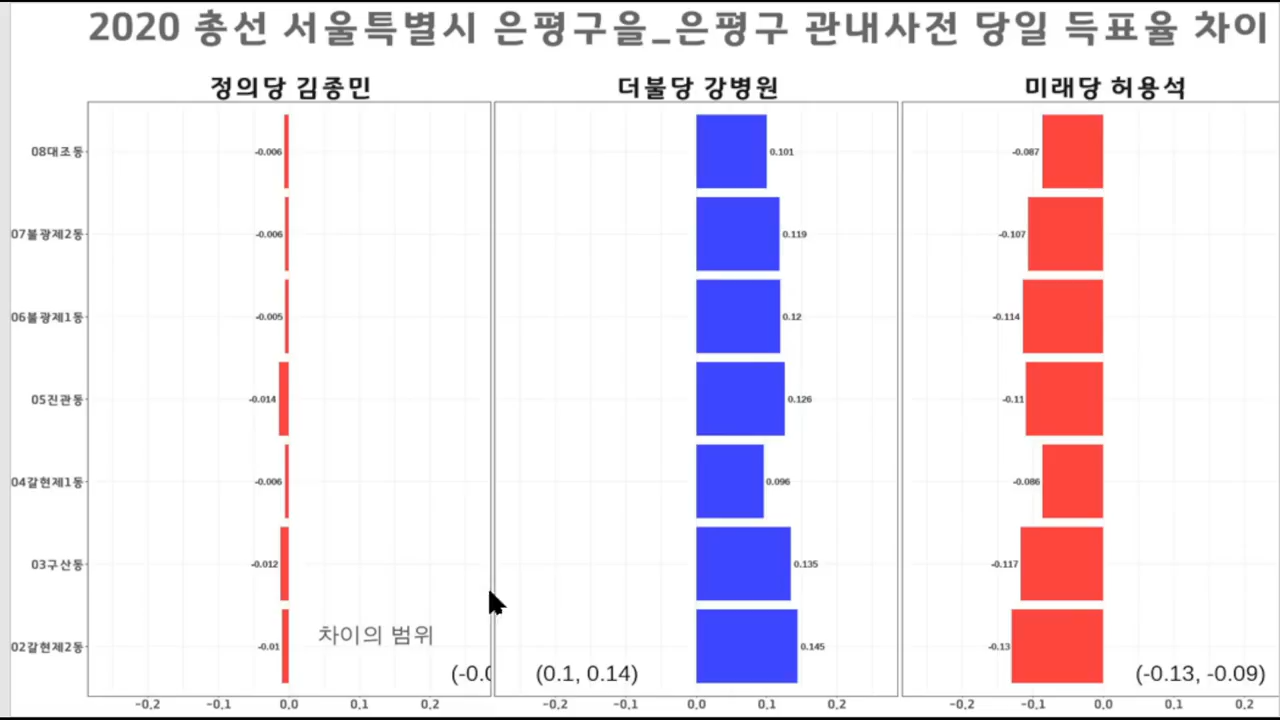 2020 총선 서울특별시 은평구을_은평구 관내사전 당일 득표율 차이
정의당 김종민
더불당 강병원
미래당 허용석
08대조동
-0.006
0.101
-0.087
07불광제2동
-0.006
0.119
-0.107
06불광제1동
-0.005
0.12
-0.114
05진관동
-0.014
0.126
-0.11
04갈현제1동
-0.006
0.096
-0.086
03구산동
-0.012
0.135
-0.117
02갈현제2동
-0.01
0.145
-0.13
차이의 범위
(-0.0
(0.1, 0.14)
(-0.13, -0.09)
-0.2 -0.1 0.0 0.1 0.2
-0.2 -0.1 0.0 0.1 0.2
-0.2 -0.1 0.0 0.1 0.2